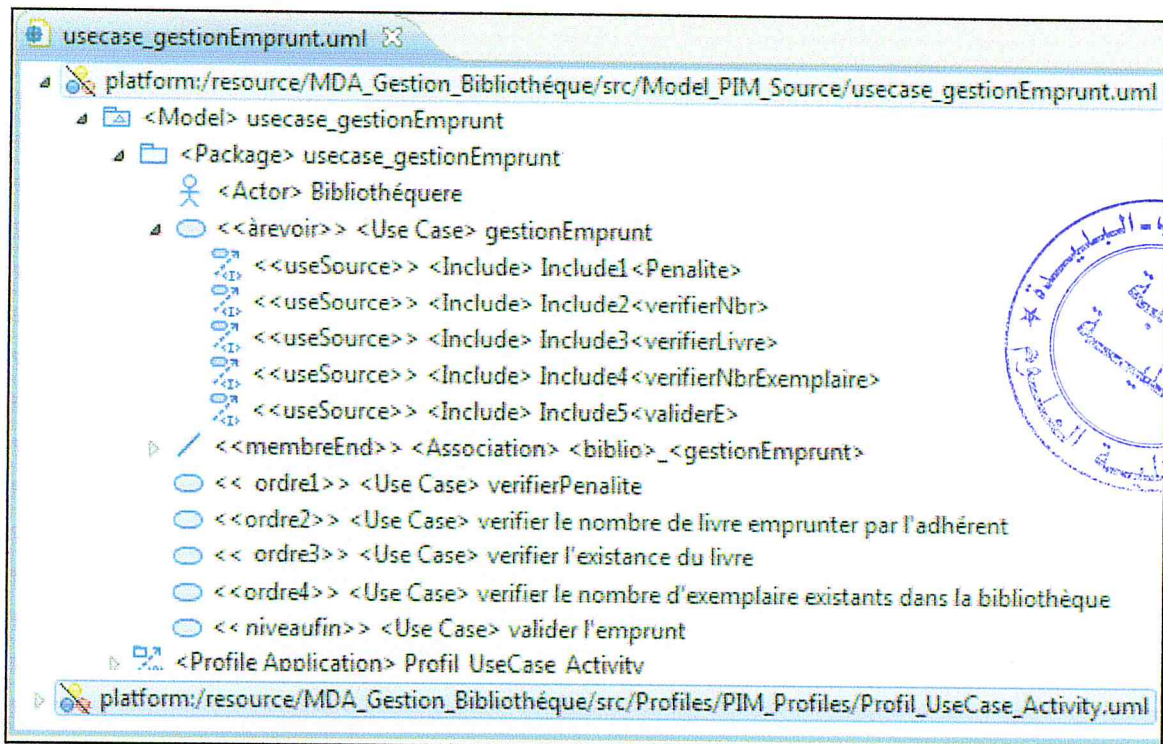 usecase_gestionEmprunt.uml
platform:/resource/MDA_Gestion_Bibliothéque/src/Model_PIM_Source/usecase_gestionEmprunt.uml
<Model> usecase_gestionEmprunt
<Package> usecase_gestionEmprunt
<Actor> Bibliothéquere
<<àrevoir>> <Use Case> gestionEmprunt
<<useSource>> <Include> Include1<Penalite>
<<useSource>> <Include> Include2<verifierNbr>
<<useSource>> <Include> Include3<verifierLivre>
<<useSource>> <Include> Include4<verifierNbrExemplaire>
<<useSource>> <Include> Include5<validerE>
<<membreEnd>> <Association> <biblio>_<gestionEmprunt>
<< ordre1>> <Use Case> verifierPenalite
<<ordre2>> <Use Case> verifier le nombre de livre emprunter par l'adhérent
<< ordre3>> <Use Case> verifier l'existance du livre
<<ordre4>> <Use Case> verifier le nombre d'exemplaire existants dans la bibliothèque
<< niveaufin>> <Use Case> valider l'emprunt
<Profile Application> Profil_UseCase_Activity
platform:/resource/MDA_Gestion_Bibliothéque/src/Profiles/PIM_Profiles/Profil_UseCase_Activity.uml